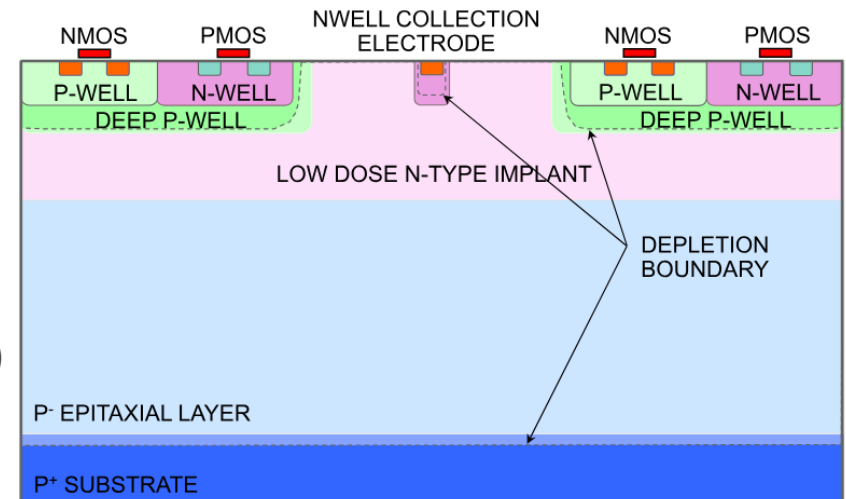 NWELL COLLECTION
ELECTRODE
NMOS
PMOS
NMOS
PMOS
P-WELL
N-WELL
P-WELL
N-WELL
DEEP P-WELL
DEEP P-WELL
LOW DOSE N-TYPE IMPLANT
DEPLETION
BOUNDARY
P- EPITAXIAL LAYER
P+ SUBSTRATE
)